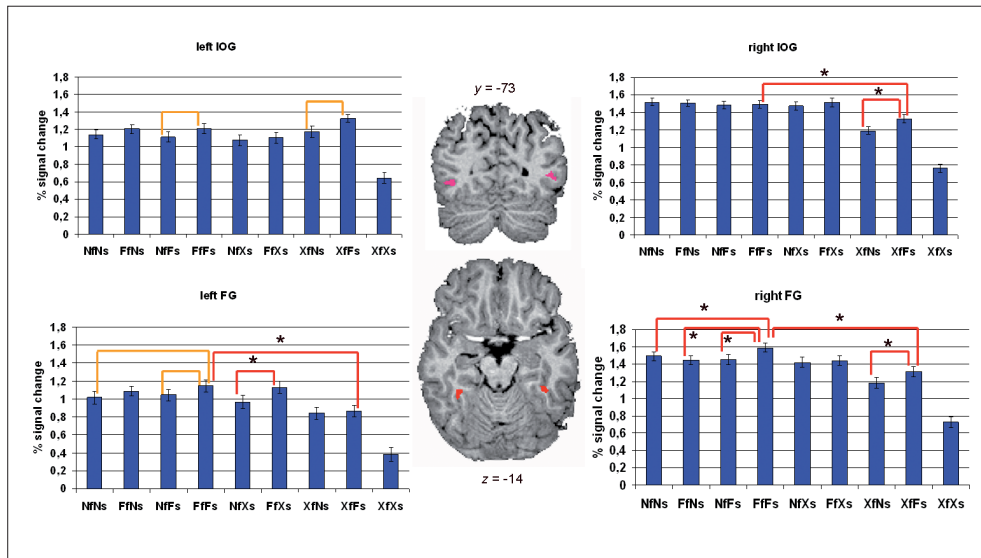 left IOG
% signal change
1,8
1,6
1,4
1,2
1
0,8
0,6
0,4
0,2
0
NfNs FfNs NfFs FfFs NfXs FfXs XfNs XfFs XfXs
y = -73
right IOG
% signal change
1,8
1,6
1,4
1,2
1
0,8
0,6
0,4
0,2
0
* *
NfNs FfNs NfFs FfFs NfXs FfXs XfNs XfFs XfXs
left FG
% signal change
1,8
1,6
1,4
1,2
1
0,8
0,6
0,4
0,2
0
* *
NfNs FfNs NfFs FfFs NfXs FfXs XfNs XfFs XfXs
z = -14
right FG
% signal change
1,8
1,6
1,4
1,2
1
0,8
0,6
0,4
0,2
0
* * * * *
NfNs FfNs NfFs FfFs NfXs FfXs XfNs XfFs XfXs